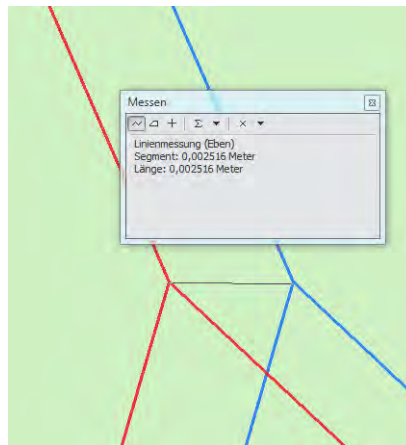 Messen
Linienmessung (Eben)
Segment: 0,002516 Meter
Länge: 0,002516 Meter